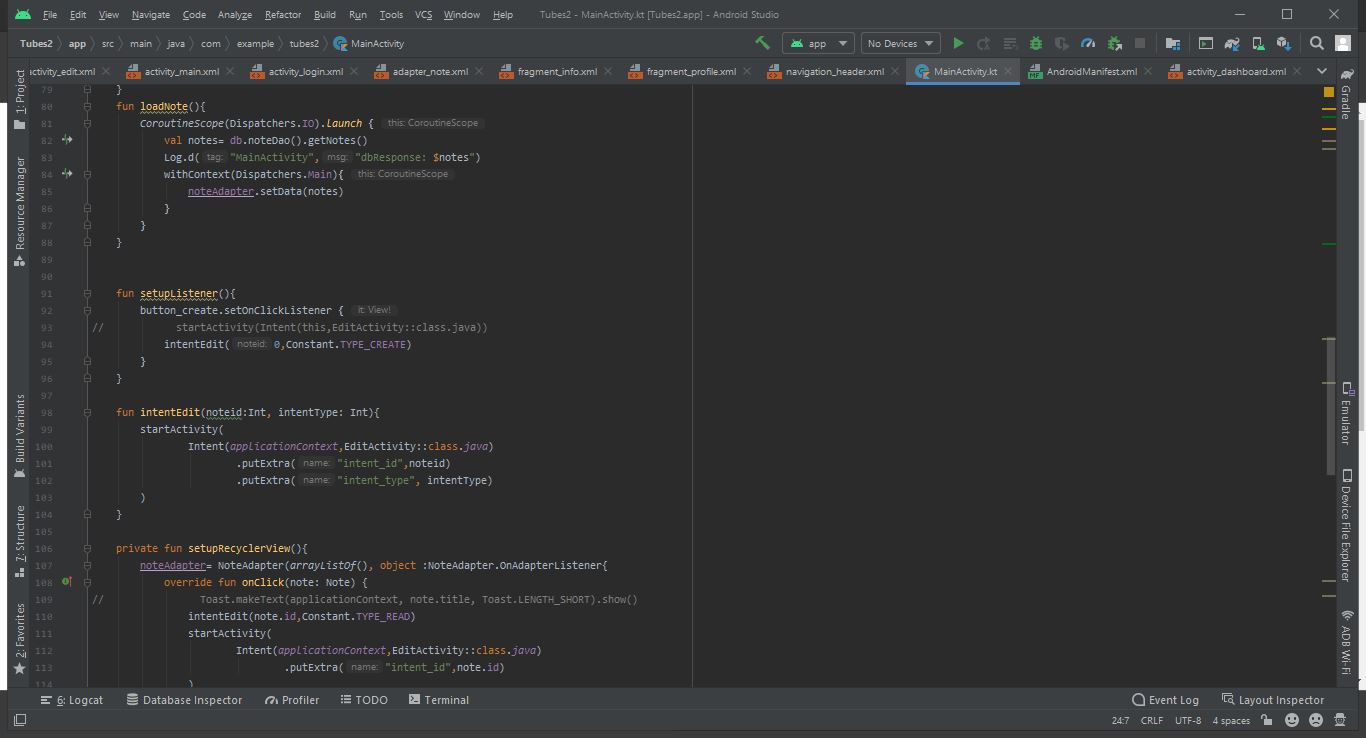 File Edit View Navigate Code Analyze Refactor Build Run Tools VCS Window Help Tubes2 - MainActivity.kt [Tubes2.app] - Android Studio
Tubes2 app src main java com example tubes2 MainActivity app No Devices
activity_edit.xml activity_main.xml activity_login.xml adapter_note.xml fragment_info.xml fragment_profil.xml navigation_header.xml MainActivity.kt AndroidManifest.xml activity_dashboard.xml
1: Project
Resource Manager
Build Variants
7: Structure
2: Favorites
79 }
80 fun loadNote(){
81 CoroutineScope(Dispatchers.IO).launch { this: CoroutineScope
82 val notes= db.noteDao().getNotes()
83 Log.d( tag: "MainActivity", msg: "dbResponse: $notes")
84 withContext(Dispatchers.Main){ this: CoroutineScope
85 noteAdapter.setData(notes)
86 }
87 }
88 }
89
90
91 fun setupListener(){
92 button_create.setOnClickListener { it: View!
93 // startActivity(Intent(this,EditActivity::class.java))
94 intentEdit( noteid: 0,Constant.TYPE_CREATE)
95 }
96 }
97
98 fun intentEdit(noteid:Int, intentType: Int){
99 startActivity(
100 Intent(applicationContext,EditActivity::class.java)
101 .putExtra( name: "intent_id",noteid)
102 .putExtra( name: "intent_type", intentType)
103 )
104 }
105
106 private fun setupRecyclerView(){
107 noteAdapter= NoteAdapter(arrayListOf(), object :NoteAdapter.OnAdapterListener{
108 override fun onClick(note: Note) {
109 // Toast.makeText(applicationContext, note.title, Toast.LENGTH_SHORT).show()
110 intentEdit(note.id,Constant.TYPE_READ)
111 startActivity(
112 Intent(applicationContext,EditActivity::class.java)
113 .putExtra( name: "intent_id",note.id)
114 )
Gradle
Emulator
Device File Explorer
ADB Wi-Fi
6: Logcat Database Inspector Profiler TODO Terminal Event Log Layout Inspector
24:7 CRLF UTF-8 4 spaces